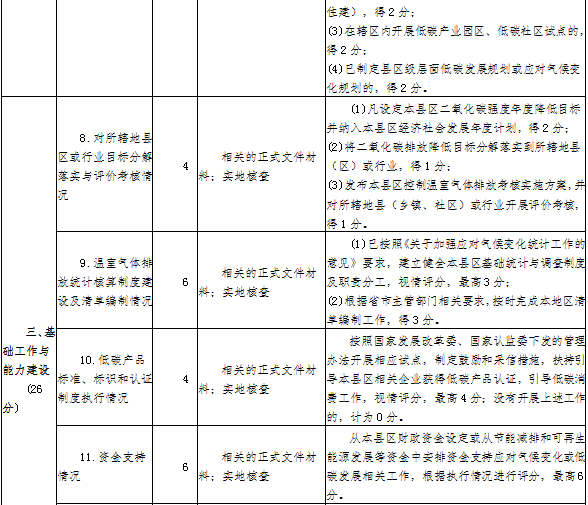 住建），得2分；
(3)在辖区内开展低碳产业园区、低碳社区试点的，
得2分；
(4)已制定县区级层面低碳发展规划或应对气候变
化规划的，得2分。
三、基
础工作与
能力建设
（26
分）
8.对所辖地县
区或行业目标分解
落实与评价考核情
况
4
相关的正式文件材
料；实地核查
(1)凡设定本县区二氧化碳强度年度降低目标
并纳入本县区经济社会发展年度计划，得2分；
(2)将二氧化碳排放降低目标分解落实到所辖地县
（区）或行业，得1分；
(3)发布本县区控制温室气体排放考核实施方案，并
对所辖地县（乡镇、社区）或行业开展评价考核，
得1分。
9.温室气体排
放统计核算制度建
设及清单编制情况
6
相关的正式文件材
料；实地核查
(1)已按照《关于加强应对气候变化统计工作的
意见》要求，建立健全本县区基础统计与调查制度
及职责分工，视情评分，最高3分；
(2)根据省市主管部门相关要求，按时完成本地区清
单编制工作，得3分。
10.低碳产品
标准、标识和认证
制度执行情况
4
相关的正式文件材
料；实地核查
按照国家发展改革委、国家认监委下发的管理
办法开展相应试点，制定鼓励和采信措施，扶持引
导本县区相关企业获得低碳产品认证，引导低碳消
费工作，视情评分，最高4分；没有开展上述工作
的，计为0分。
11.资金支持
情况
6
相关的正式文件材
料；实地核查
从本县区财政资金设定或从节能减排和可再生
能源发展等资金中安排资金支持应对气候变化或低
碳发展相关工作，根据执行情况进行评分，最高6
分。